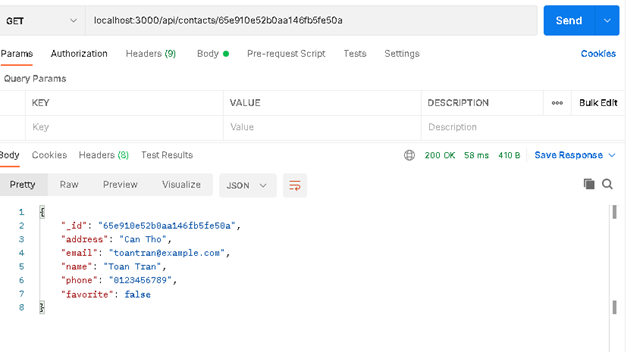 GET localhost:3000/api/contacts/65e910e52b0aa146fb5fe50a Send
Params Authorization Headers (9) Body Pre-request Script Tests Settings Cookies
Query Params
KEY VALUE DESCRIPTION ooo Bulk Edit
Key Value Description
Body Cookies Headers (8) Test Results 200 OK 58 ms 410 B Save Response
Pretty Raw Preview Visualize JSON
1 {
2 "_id": "65e910e52b0aa146fb5fe50a",
3 "address": "Can Tho",
4 "email": "toantran@example.com",
5 "name": "Toan Tran",
6 "phone": "0123456789",
7 "favorite": false
8 }